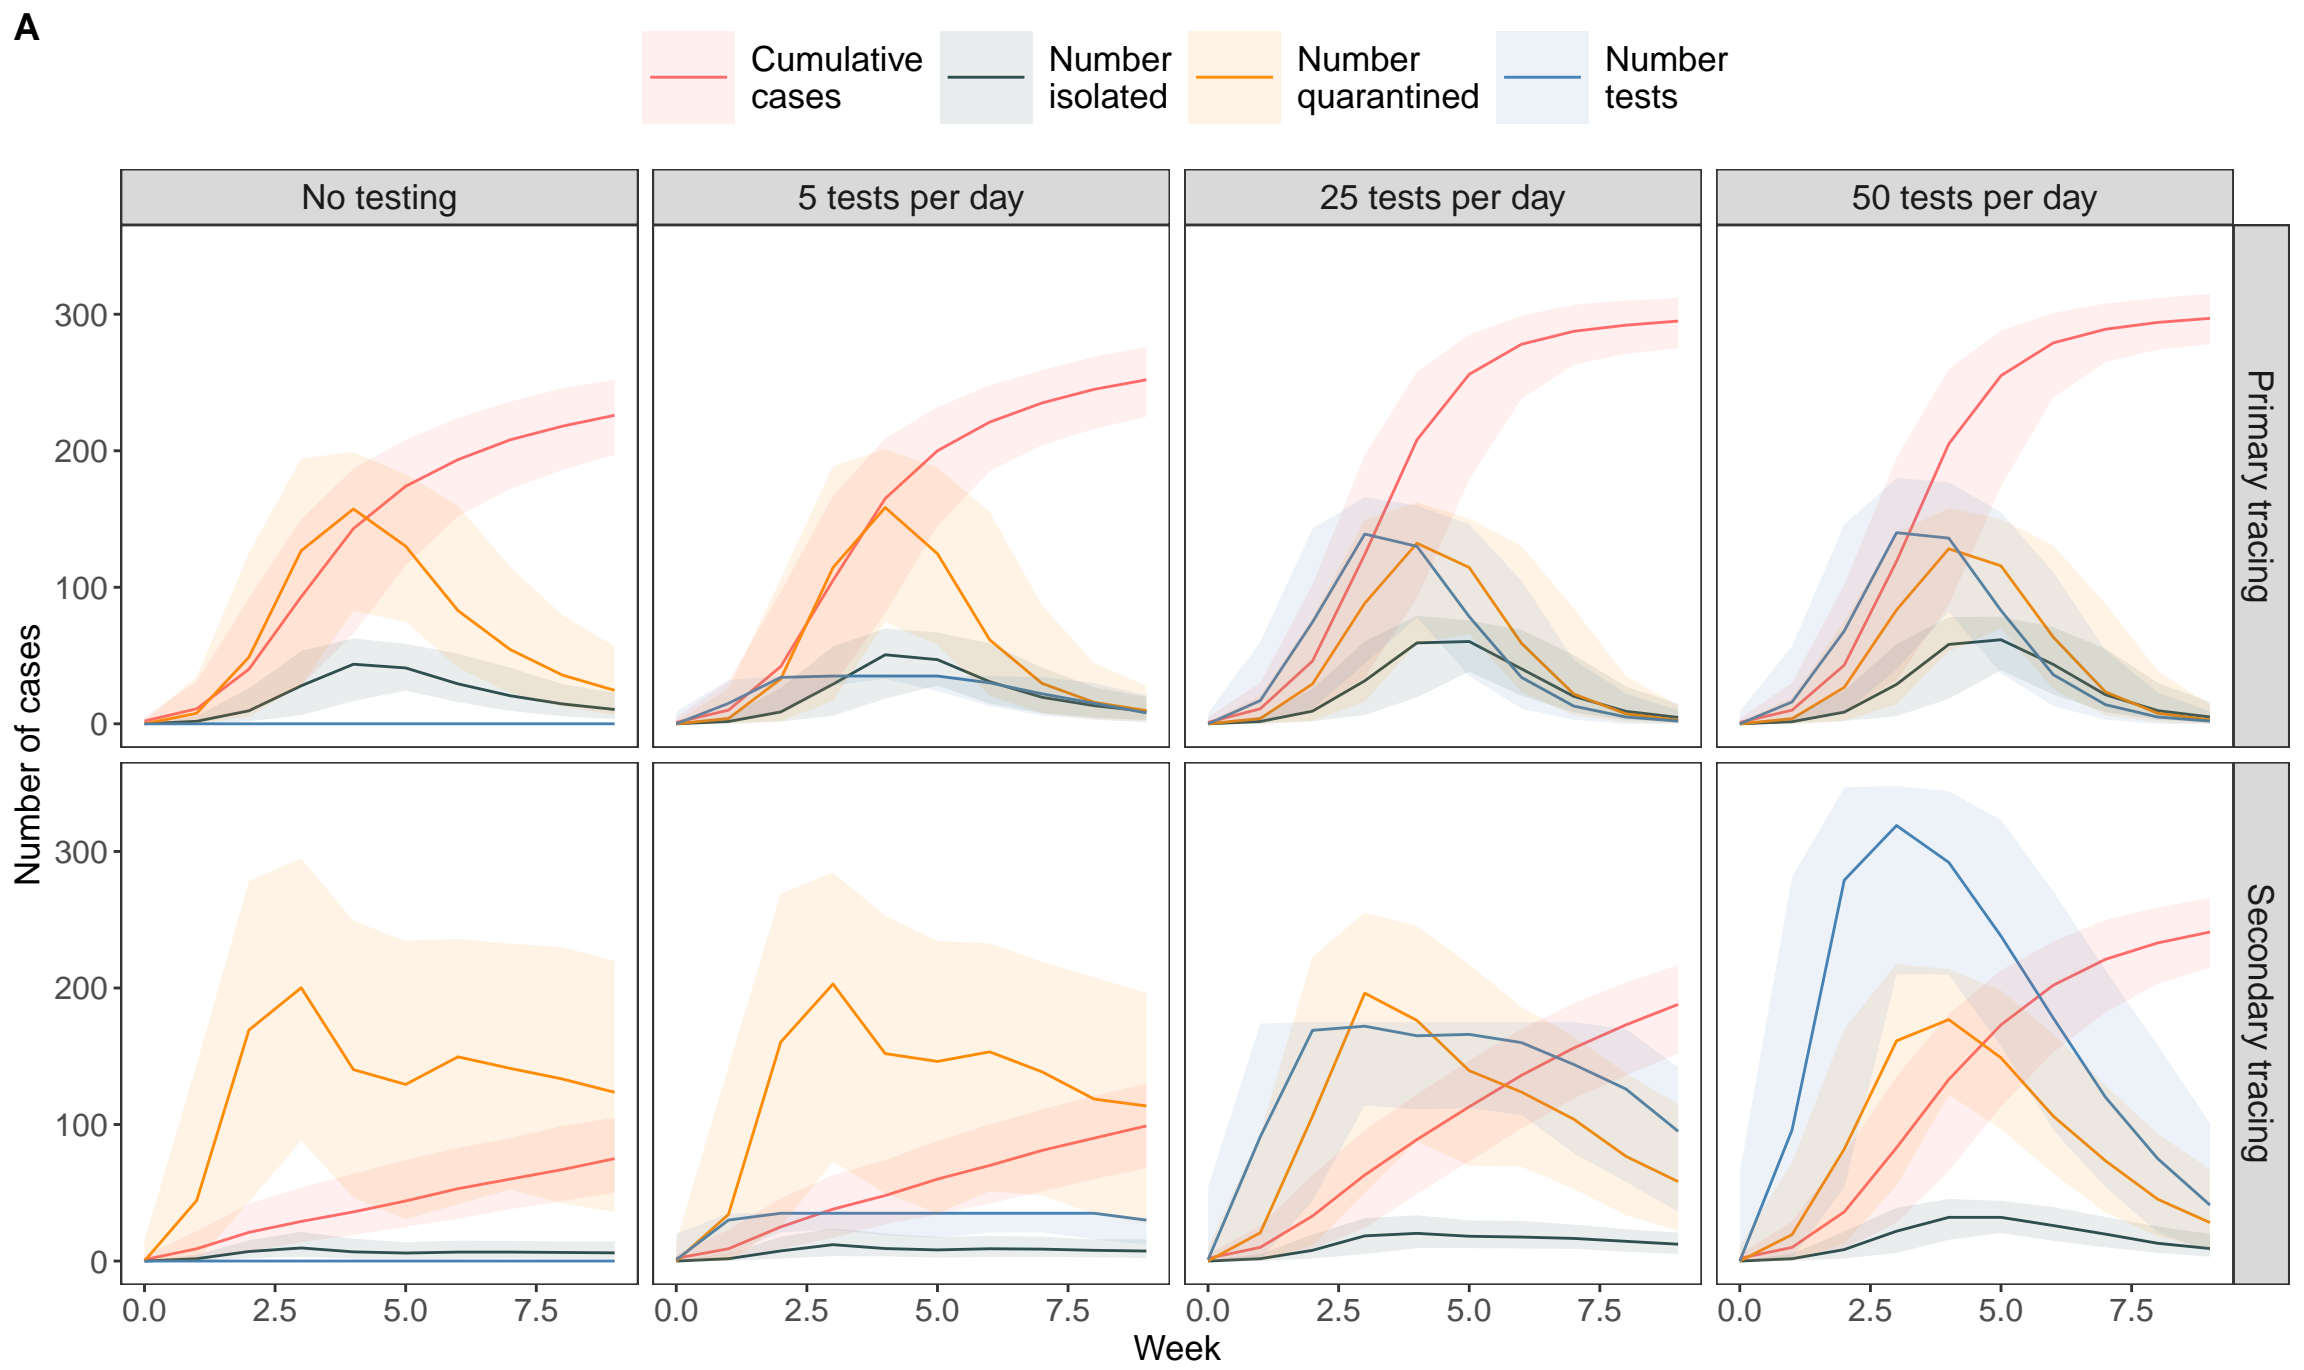 A
Cumulative
cases
Number
isolated
Number
quarantined
Number
tests
No testing
5 tests per day
25 tests per day
50 tests per day
Number of cases
300
200
100
0
Primary tracing
300
200
100
0
Secondary tracing
0.0 2.5 5.0 7.5
0.0 2.5 5.0 7.5
0.0 2.5 5.0 7.5
0.0 2.5 5.0 7.5
Week